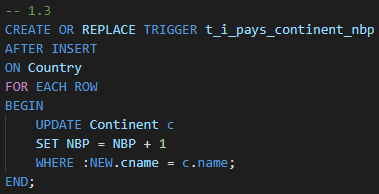 -- 1.3
CREATE OR REPLACE TRIGGER t_i_pays_continent_nbp
AFTER INSERT
ON Country
FOR EACH ROW
BEGIN
    UPDATE Continent c
    SET NBP = NBP + 1
    WHERE :NEW.cname = c.name;
END;